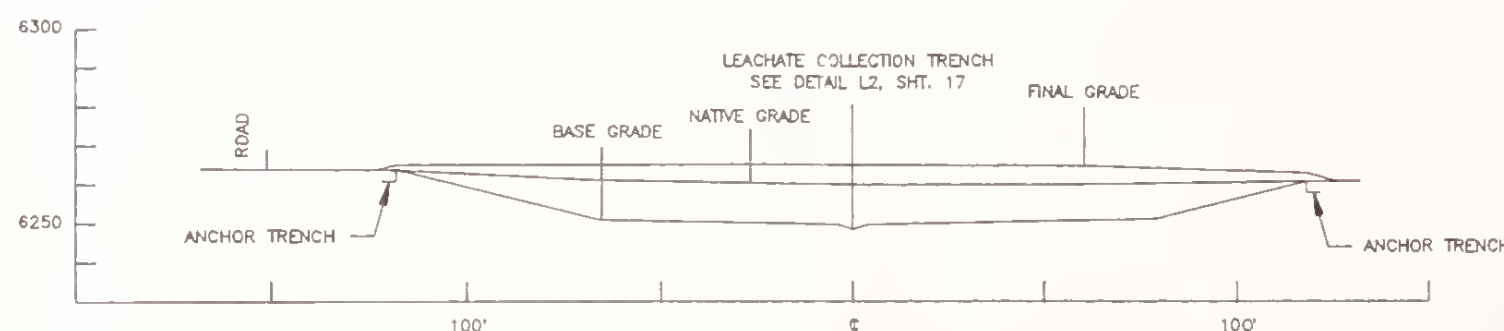 6300
LEACHATE COLLECTION TRENCH
SEE DETAIL L2, SHT. 17
FINAL GRADE
NATIVE GRADE
BASE GRADE
ROAD
6250
ANCHOR TRENCH
ANCHOR TRENCH
100'
℄
100'